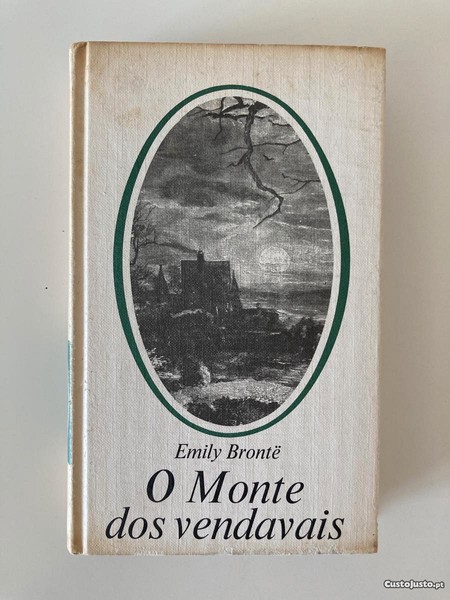 Emily Brontë
O Monte
dos vendavais
Custojusto.pt